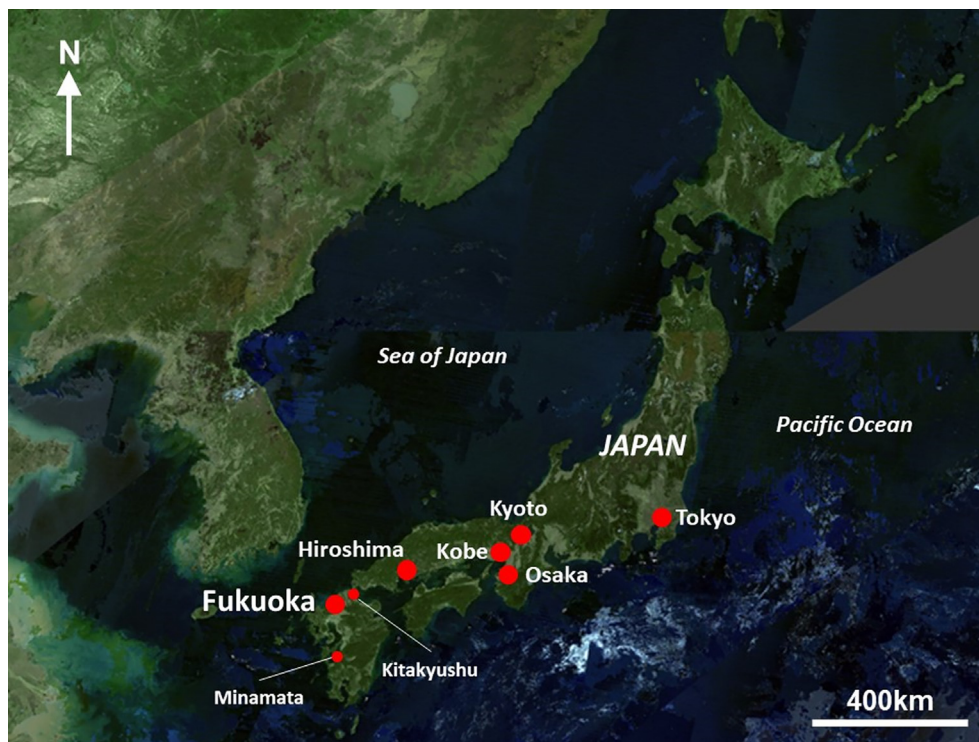 N
Sea of Japan
Pacific Ocean
JAPAN
Kyoto
Tokyo
Hiroshima
Kobe
Osaka
Fukuoka
Kitakyushu
Minamata
400km